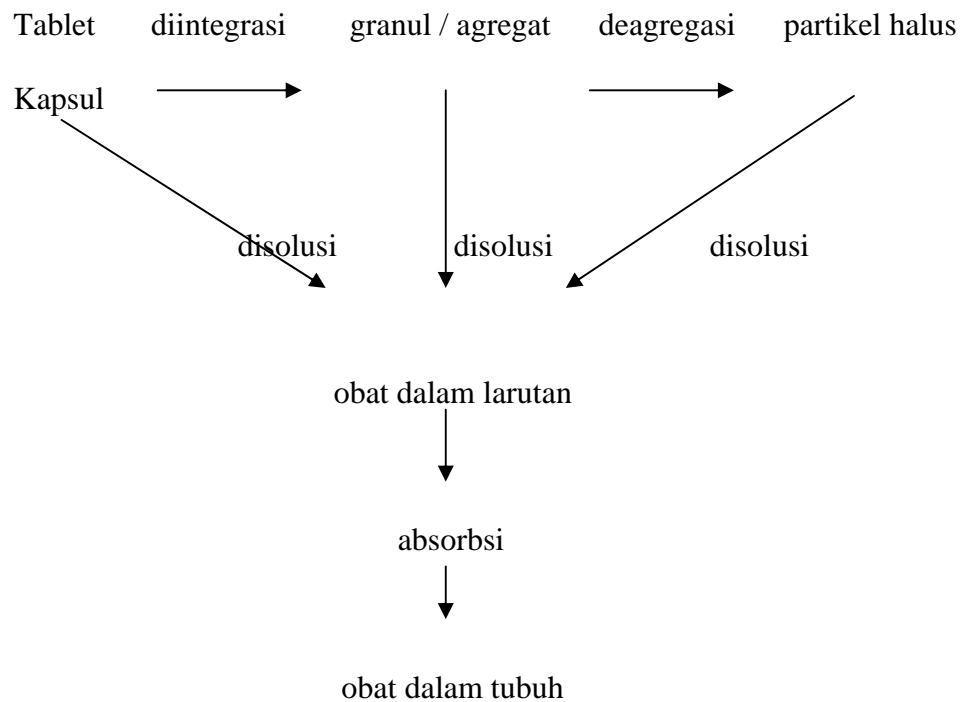 Tablet diintegrasi granul / agregat deagregasi partikel halus
Kapsul
disolusi disolusi disolusi
obat dalam larutan
absorbsi
obat dalam tubuh